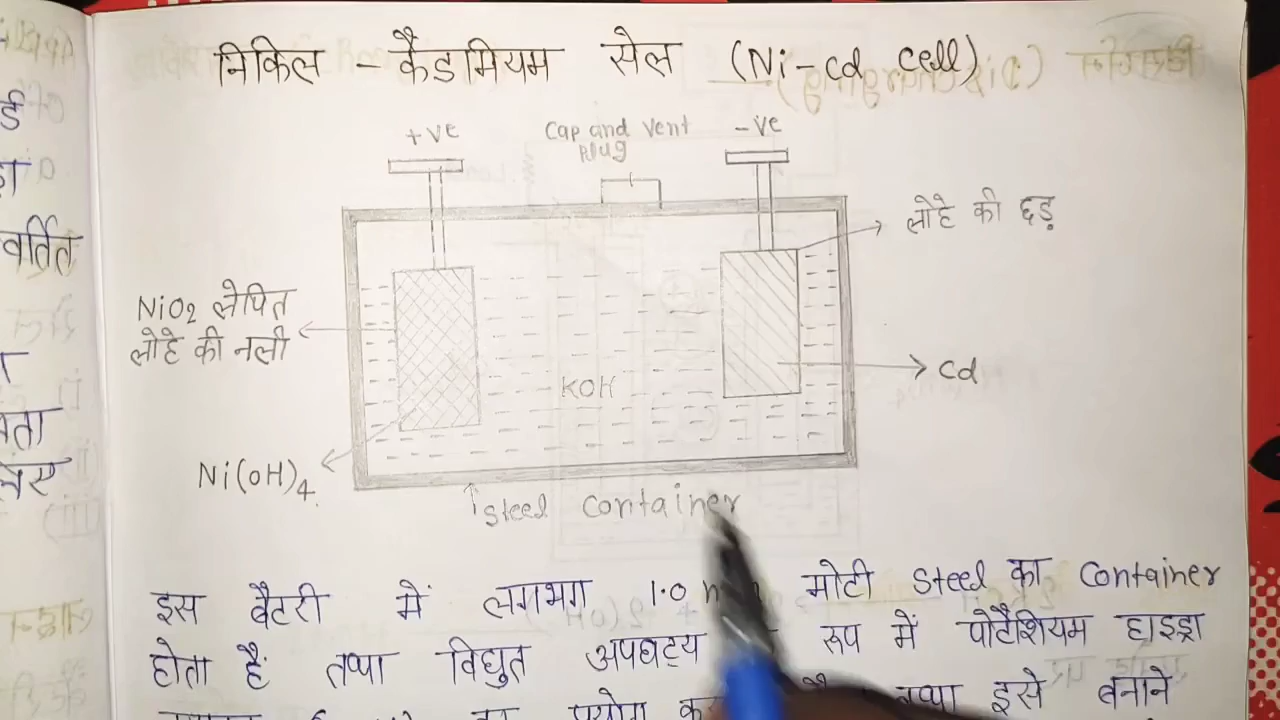 निकिल - कैडमियम सेल (Ni-cd cell)
+ve
Cap and Vent
Plug
-ve
लोहे की छड़
NiO2 लेपित
लोहे की नली
KOH
Cd
Ni(OH)4
Steel Container
इस बैटरी में लगभग 1.0 मोटी Steel का Container
होता है तथा विधुत अपघट्य रूप में पोटैशियम हाइड्रा
तथा इसे बनाने
वर्तित